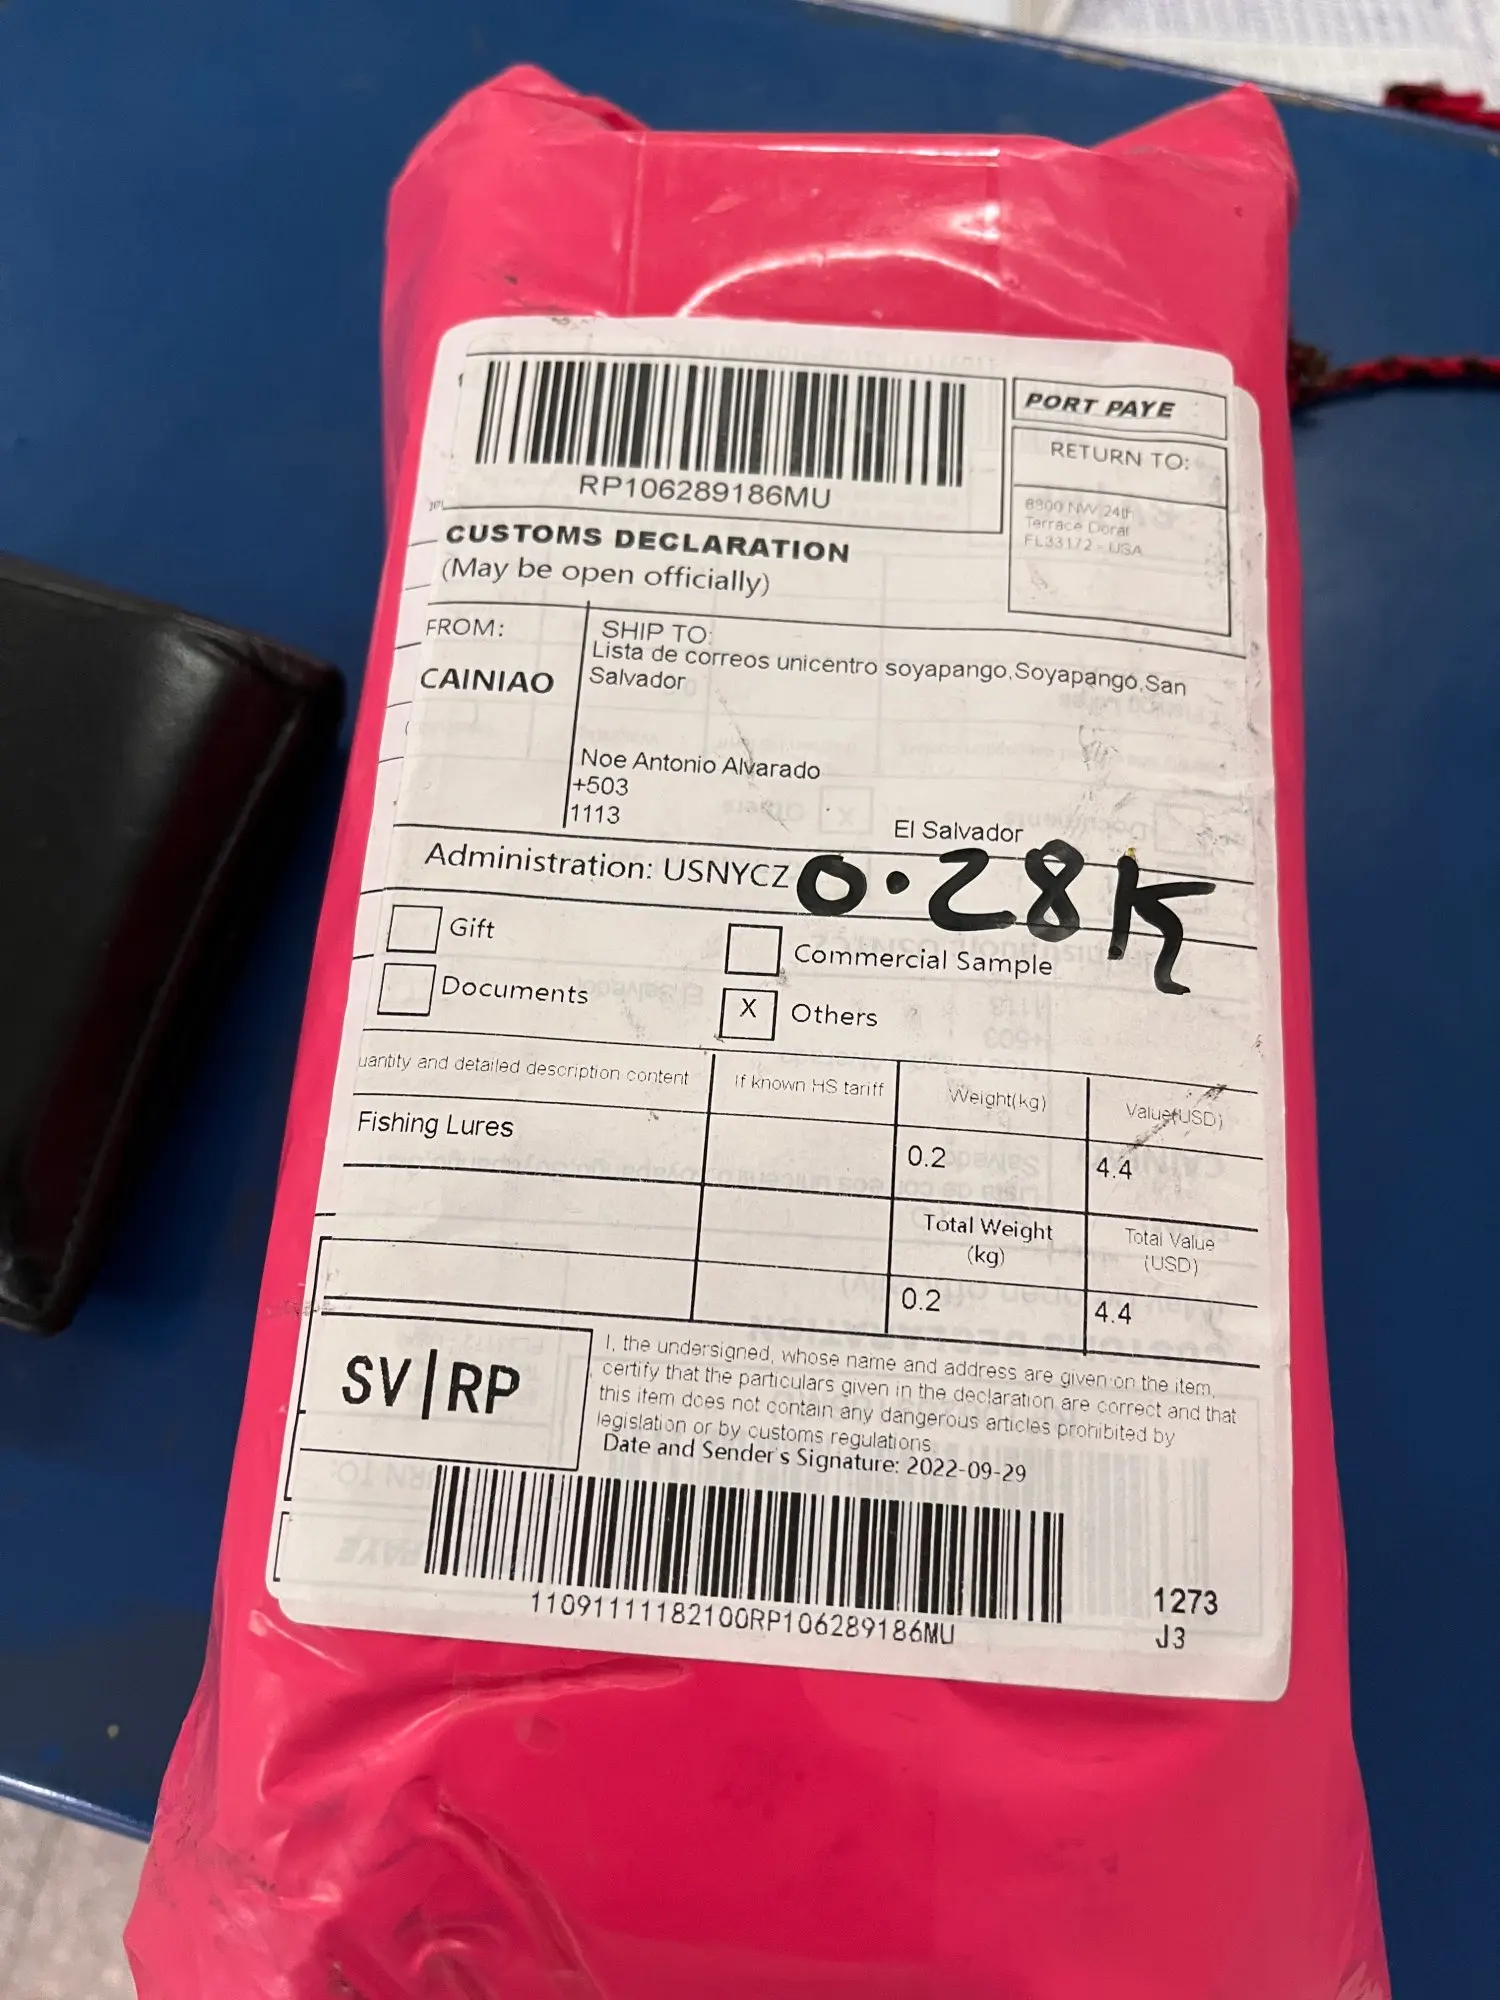 RP106289186MU
PORT PAYE
RETURN TO:
8300 NW 24th
Terrace Doral
FL33172 - USA
CUSTOMS DECLARATION
(May be open officially)
FROM:
CAINIAO
SHIP TO:
Lista de correos unicentro soyapango,Soyapango,San
Salvador
Noe Antonio Alvarado
+503
1113
El Salvador
Administration: USNYCZ
0.28K
Gift
Commercial Sample
Documents
X Others
uantity and detailed description content
If known HS tariff
Weight(kg)
Value(USD)
Fishing Lures
0.2
4.4
Total Weight
(kg)
Total Value
(USD)
0.2
4.4
SV|RP
I, the undersigned, whose name and address are given on the item,
certify that the particulars given in the declaration are correct and that
this item does not contain any dangerous articles prohibited by
legislation or by customs regulations.
Date and Sender's Signature: 2022-09-29
11091111182100RP106289186MU
1273
J3